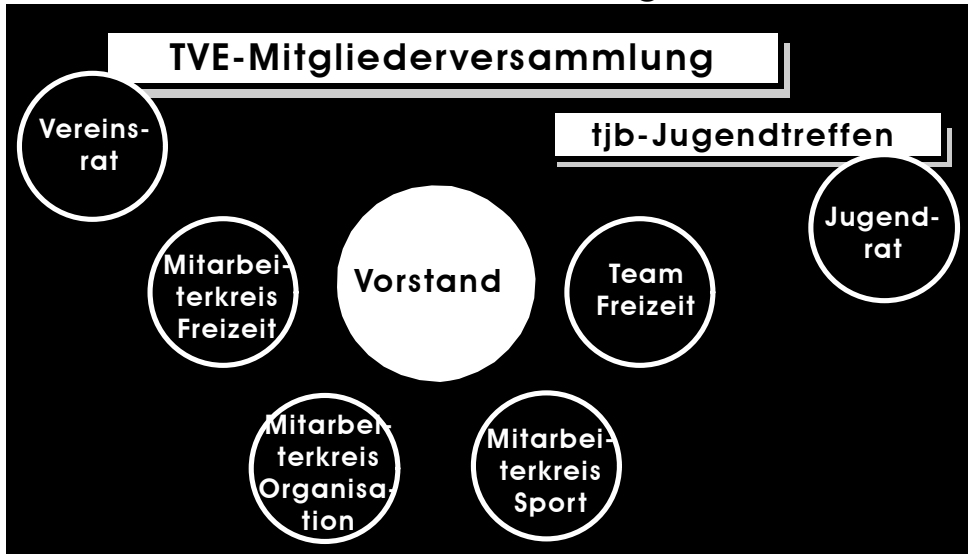 TVE-Mitgliederversammlung
Vereins-
rat
tjb-Jugendtreffen
Jugend-
rat
Mitarbei-
terkreis
Freizeit
Vorstand
Team
Freizeit
Mitarbei-
terkreis
Organisa-
tion
Mitarbei-
terkreis
Sport